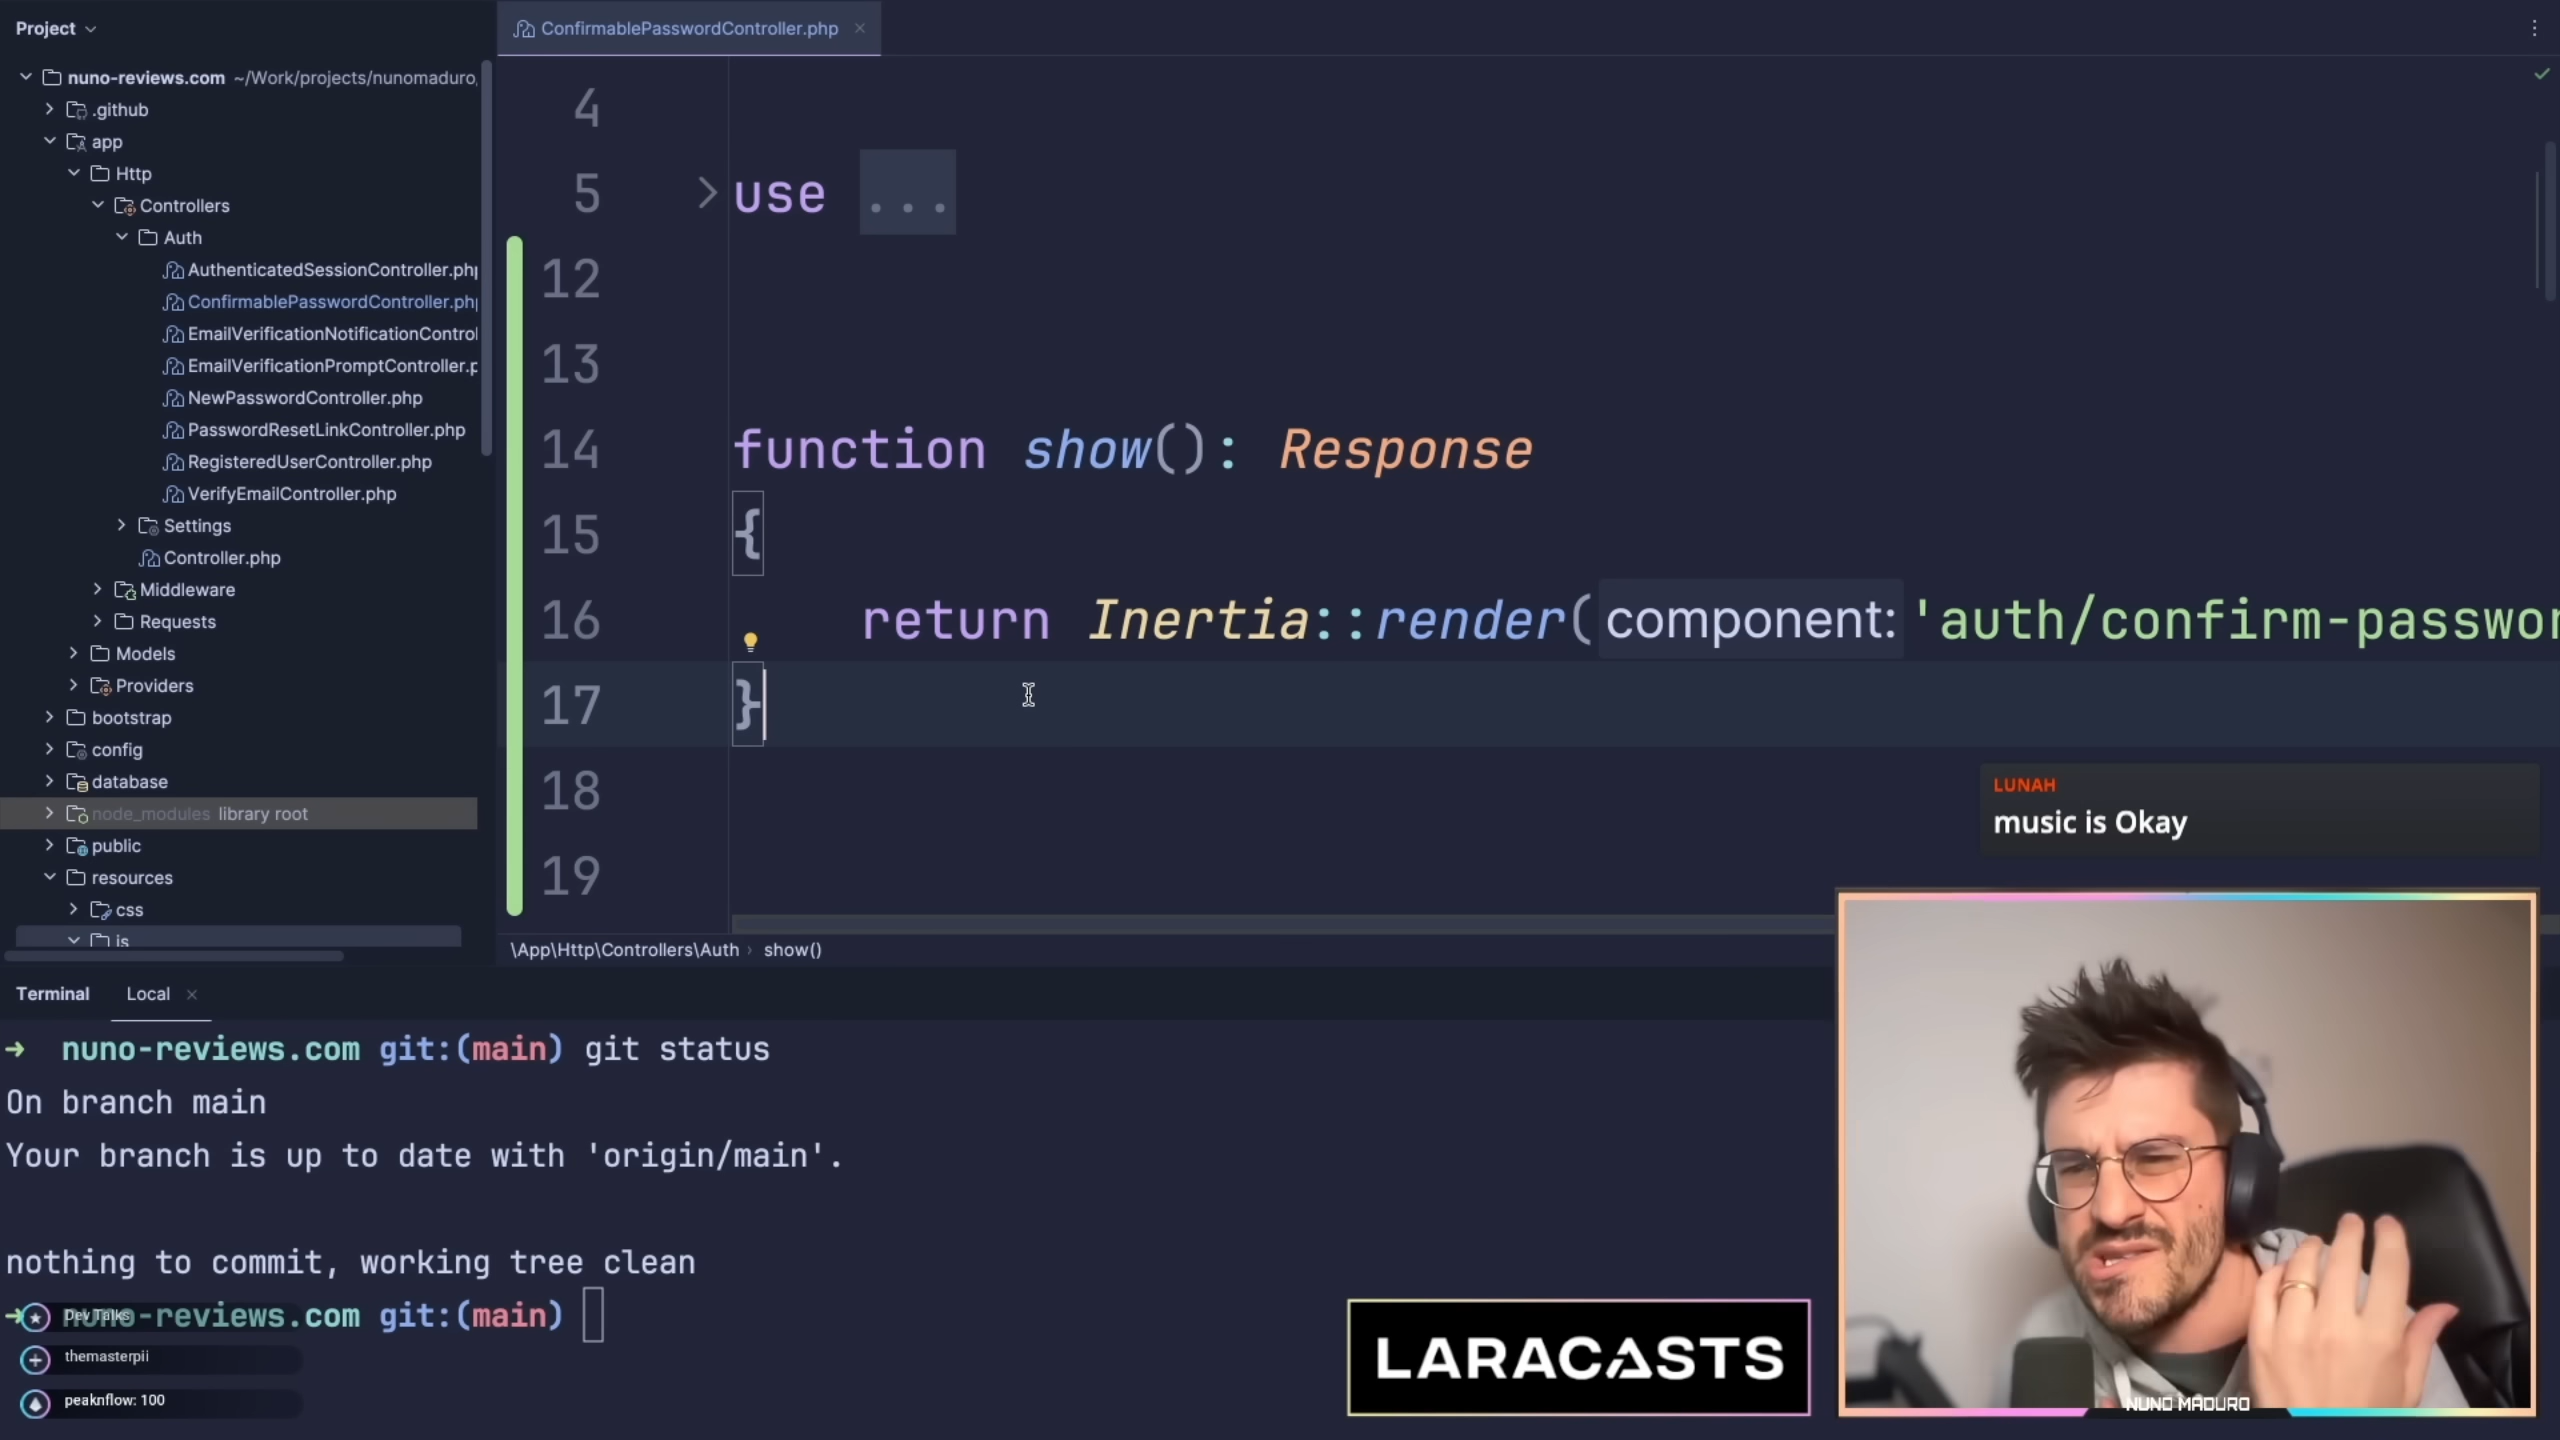 Project
nuno-reviews.com ~/Work/projects/nunomaduro,
.github
app
Http
Controllers
Auth
AuthenticatedSessionController.php
ConfirmablePasswordController.php
EmailVerificationNotificationControl
EmailVerificationPromptController.p
NewPasswordController.php
PasswordResetLinkController.php
RegisteredUserController.php
VerifyEmailController.php
Settings
Controller.php
Middleware
Requests
Models
Providers
bootstrap
config
database
node_modules library root
public
resources
css
js
ConfirmablePasswordController.php
4
5 use ...
12
13
14 function show(): Response
15 {
16 return Inertia::render( component: 'auth/confirm-passwor
17 }
18
19
\App\Http\Controllers\Auth › show()
LUNAH
music is Okay
Terminal Local
➜ nuno-reviews.com git:(main) git status
On branch main
Your branch is up to date with 'origin/main'.
nothing to commit, working tree clean
➜ nuno-reviews.com git:(main)
Dev Talks
themasterpii
peaknflow: 100
LARACASTS
NUNO MADURO